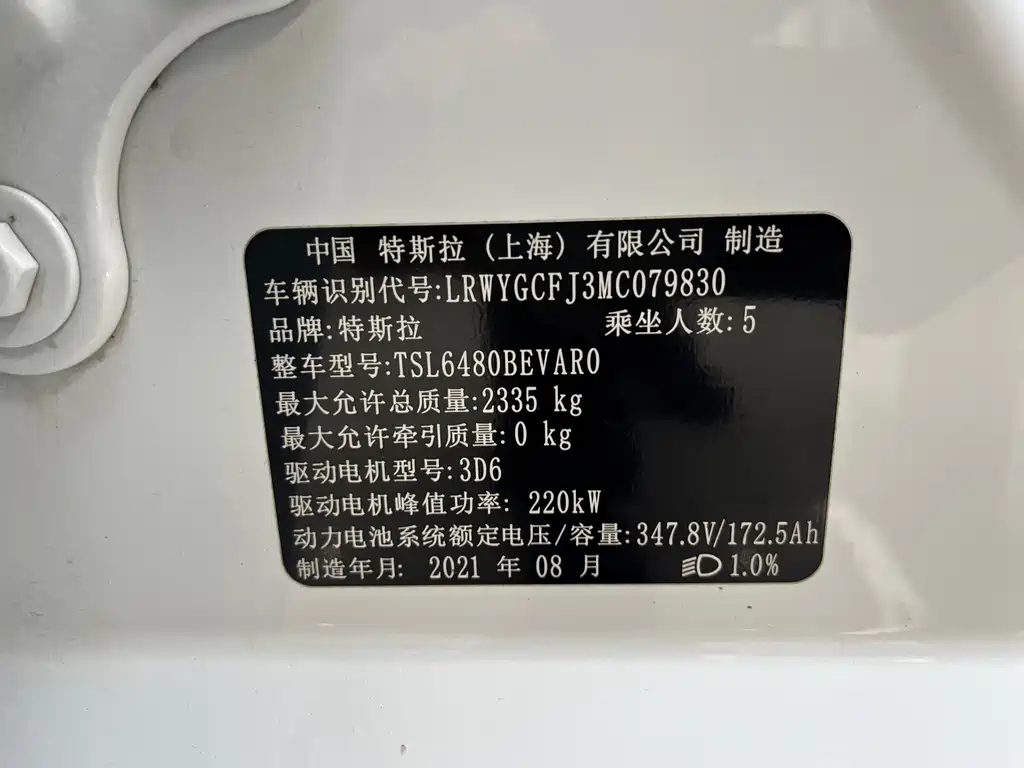 中国 特斯拉 (上海) 有限公司 制造
车辆识别代号:LRWYGCFJ3MC079830
品牌:特斯拉 乘坐人数:5
整车型号:TSL6480BEVAR0
最大允许总质量:2335 kg
最大允许牵引质量:0 kg
驱动电机型号:3D6
驱动电机峰值功率: 220kW
动力电池系统额定电压/容量:347.8V/172.5Ah
制造年月: 2021 年 08 月 1.0%